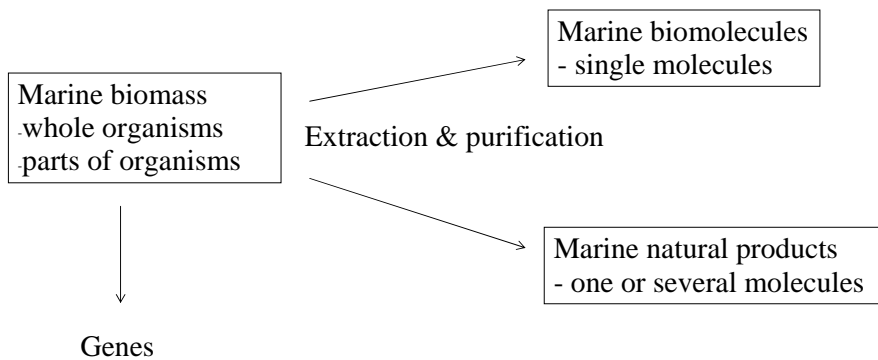 Marine biomolecules
- single molecules
Marine biomass
-whole organisms
-parts of organisms
Extraction & purification
Marine natural products
- one or several molecules
Genes